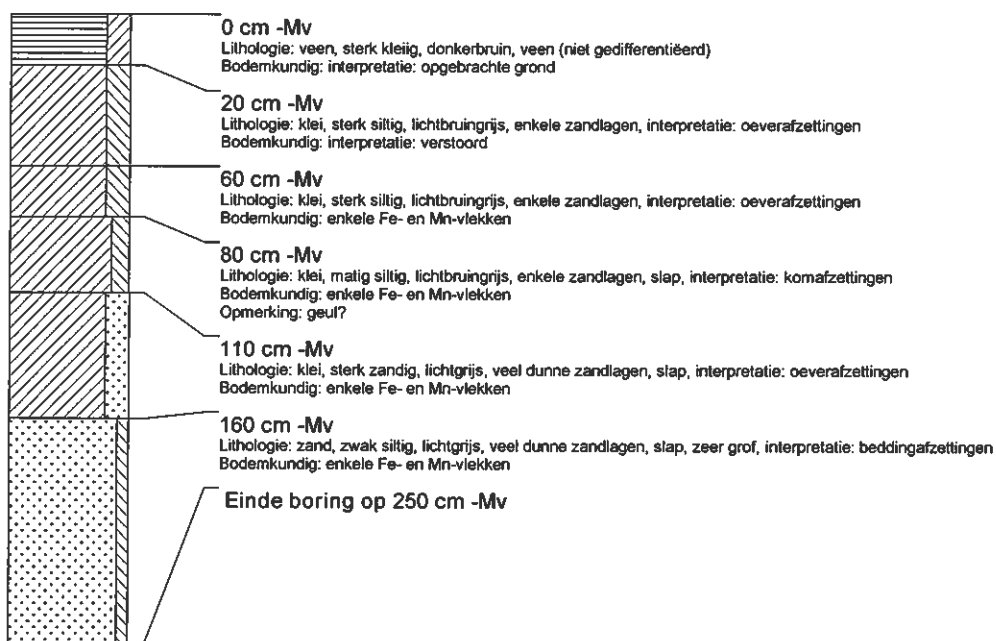 0 cm -Mv
Lithologie: veen, sterk kleiig, donkerbruin, veen (niet gedifferentiëerd)
Bodemkundig: interpretatie: opgebrachte grond
20 cm -Mv
Lithologie: klei, sterk siltig, lichtbruingrijs, enkele zandlagen, interpretatie: oeverafzettingen
Bodemkundig: interpretatie: verstoord
60 cm -Mv
Lithologie: klei, sterk siltig, lichtbruingrijs, enkele zandlagen, interpretatie: oeverafzettingen
Bodemkundig: enkele Fe- en Mn-vlekken
80 cm -Mv
Lithologie: klei, matig siltig, lichtbruingrijs, enkele zandlagen, slap, interpretatie: komafzettingen
Bodemkundig: enkele Fe- en Mn-vlekken
Opmerking: geul?
110 cm -Mv
Lithologie: klei, sterk zandig, lichtgrijs, veel dunne zandlagen, slap, interpretatie: oeverafzettingen
Bodemkundig: enkele Fe- en Mn-vlekken
160 cm -Mv
Lithologie: zand, zwak siltig, lichtgrijs, veel dunne zandlagen, slap, zeer grof, interpretatie: beddingafzettingen
Bodemkundig: enkele Fe- en Mn-vlekken
Einde boring op 250 cm -Mv